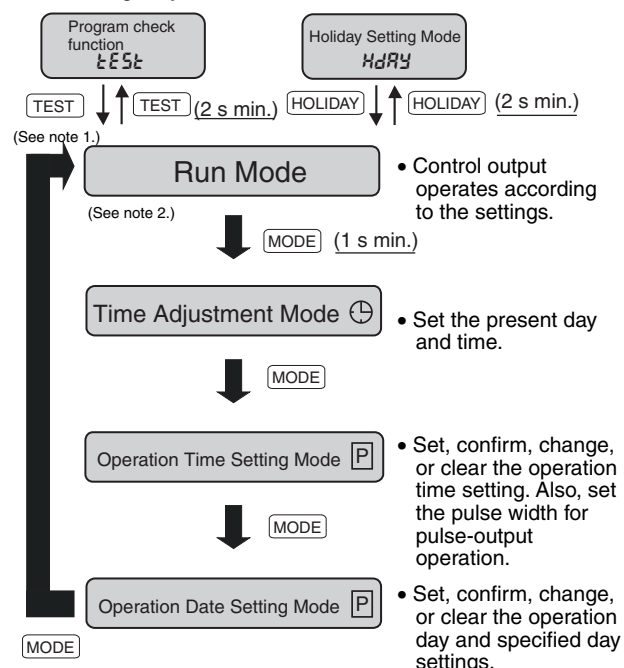 Program check
function
tESt
Holiday Setting Mode
HdAY
TEST
TEST (2 s min.)
HOLIDAY
HOLIDAY (2 s min.)
(See note 1.)
Run Mode
• Control output
operates according
to the settings.
(See note 2.)
MODE (1 s min.)
Time Adjustment Mode
• Set the present day
and time.
MODE
Operation Time Setting Mode P
• Set, confirm, change,
or clear the operation
time setting. Also, set
the pulse width for
pulse-output
operation.
MODE
Operation Date Setting Mode P
• Set, confirm, change,
or clear the operation
day and specified day
settings.
MODE